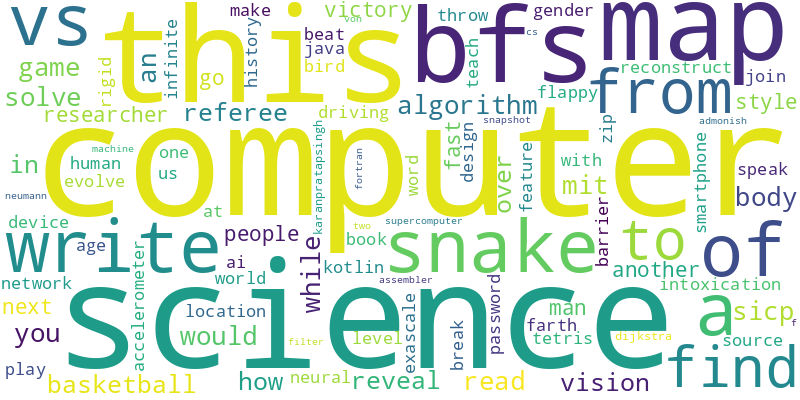 vs this bfs map
make victory throw gender
an infinite go history beat java bird
teach cs von
game rigid flappy reconstruct join
solve researcher referee driving algorithm from style
computer
snapshot zip admonish
in human one us with word fast design over feature mit smartphone speak body
machine evolve karanpratapsingh fortran
neumann device at supercomputer two book
write people while snake to barrier of
age ai world kotlin assembler another
network accelerometer location intoxication
science
next you would level exascale man farth a sicp
filter break password tetris dijkstra source f
play basketball how neural reveal read vision find